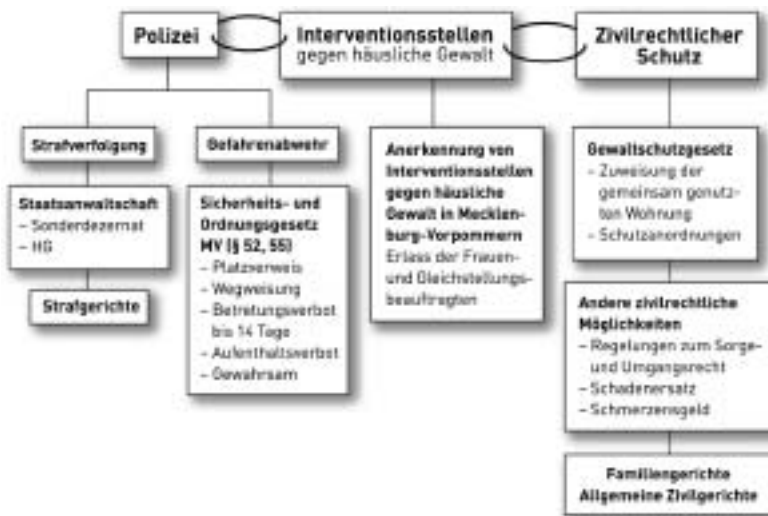 Polizei
Interventionsstellen
gegen häusliche Gewalt
Zivilrechtlicher
Schutz
Strafverfolgung
Staatsanwaltschaft
– Sonderdezernat
– HG
Strafgerichte
Gefahrenabwehr
Sicherheits- und
Ordnungsgesetz
MV (§ 52, 55)
– Platzverweis
– Wegweisung
– Betretungsverbot
bis 14 Tage
– Aufenthaltsverbot
– Gewahrsam
Anerkennung von
Interventionsstellen
gegen häusliche
Gewalt in Mecklen-
burg-Vorpommern
Erlass der Frauen-
und Gleichstellungs-
beauftragten
Gewaltschutzgesetz
– Zuweisung der
gemeinsam genutz-
ten Wohnung
– Schutzanordnungen
Andere zivilrechtliche
Möglichkeiten
– Regelungen zum Sorge-
und Umgangsrecht
– Schadenersatz
– Schmerzensgeld
Familiengerichte
Allgemeine Zivilgerichte